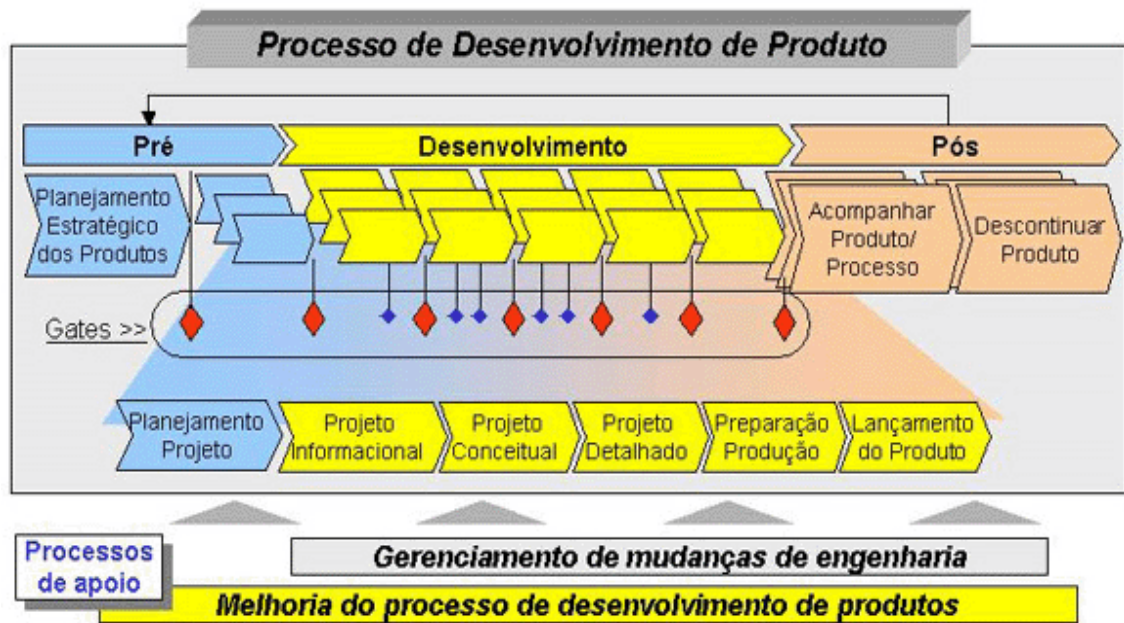 Processo de Desenvolvimento de Produto
Pré
Desenvolvimento
Pós
Planejamento
Estratégico
dos Produtos
Acompanhar
Produto/
Processo
Descontinuar
Produto
Gates >>
Planejamento
Projeto
Projeto
Informacional
Projeto
Conceitual
Projeto
Detalhado
Preparação
Produção
Lançamento
do Produto
Processos
de apoio
Gerenciamento de mudanças de engenharia
Melhoria do processo de desenvolvimento de produtos